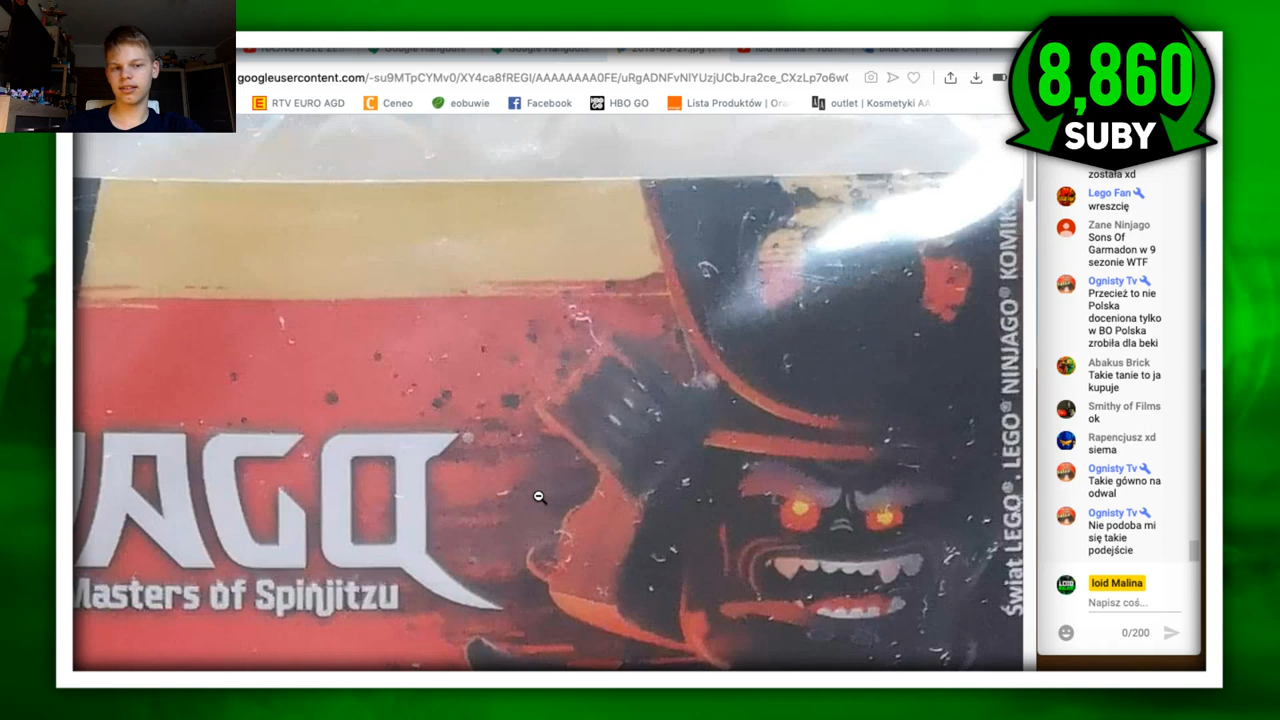 googleusercontent.com/-su9MTpCYMv0/XY4ca8fREGI/AAAAAAAA0FE/uRgADNFvNlYUzjUCbJra2ce_CXzLp7o6w
RTV EURO AGD
Ceneo
eobuwie
Facebook
HBO GO
Lista Produktów | Ora
outlet | Kosmetyki AA
8,860
SUBY
została xd
Lego Fan
wreszcię
Zane Ninjago
Sons Of
Garmadon w 9
sezonie WTF
Ognisty Tv
Przecież to nie
Polska
doceniona tylko
w BO Polska
zrobiła dla beki
Abakus Brick
Takie tanie to ja
kupuje
Smithy of Films
ok
Rapencjusz xd
siema
Ognisty Tv
Takie gówno na
odwal
Ognisty Tv
Nie podoba mi
się takie
podejście
loid Malina
Napisz coś...
0/200
AGO
Masters of Spinjitzu
Świat LEGO®. LEGO® NINJAGO® KOMIK